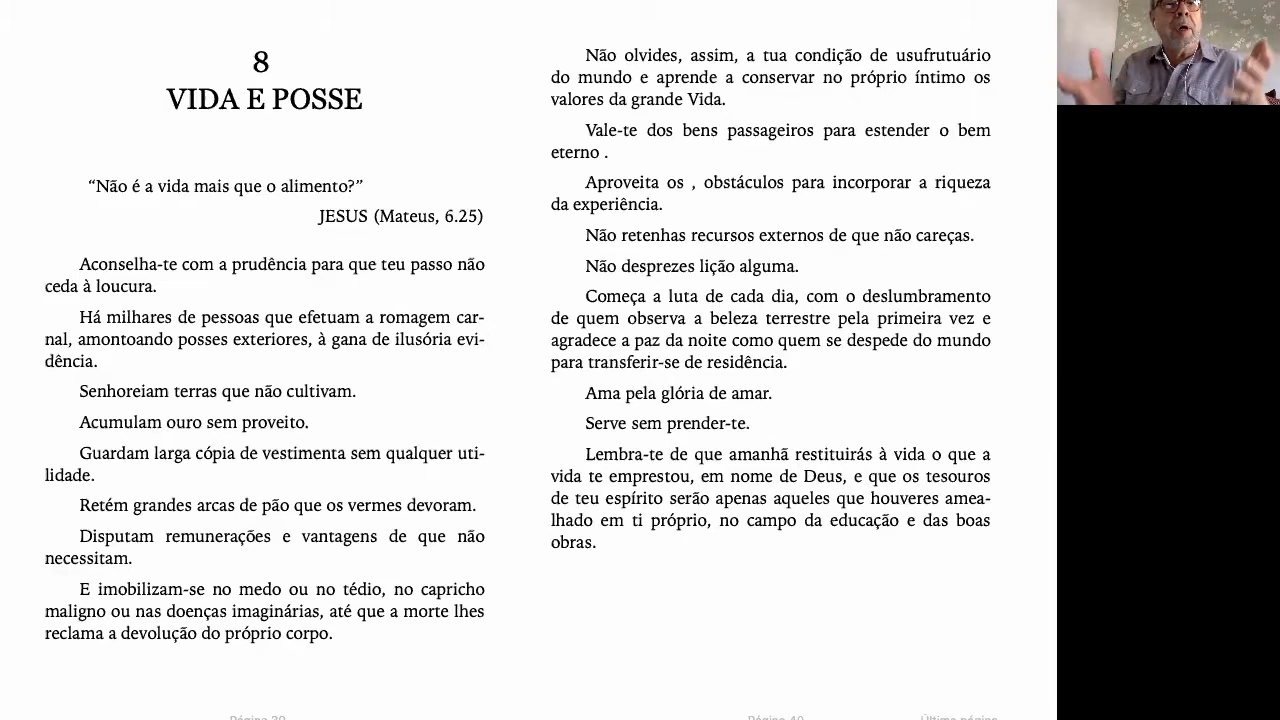 8
VIDA E POSSE
“Não é a vida mais que o alimento?”
JESUS (Mateus, 6.25)
Aconselha-te com a prudência para que teu passo não
ceda à loucura.
Há milhares de pessoas que efetuam a romagem car-
nal, amontoando posses exteriores, à gana de ilusória evi-
dência.
Senhoreiam terras que não cultivam.
Acumulam ouro sem proveito.
Guardam larga cópia de vestimenta sem qualquer uti-
lidade.
Retém grandes arcas de pão que os vermes devoram.
Disputam remunerações e vantagens de que não
necessitam.
E imobilizam-se no medo ou no tédio, no capricho
maligno ou nas doenças imaginárias, até que a morte lhes
reclama a devolução do próprio corpo.
Não olvides, assim, a tua condição de usufrutuário
do mundo e aprende a conservar no próprio íntimo os
valores da grande Vida.
Vale-te dos bens passageiros para estender o bem
eterno .
Aproveita os , obstáculos para incorporar a riqueza
da experiência.
Não retenhas recursos externos de que não careças.
Não desprezes lição alguma.
Começa a luta de cada dia, com o deslumbramento
de quem observa a beleza terrestre pela primeira vez e
agradece a paz da noite como quem se despede do mundo
para transferir-se de residência.
Ama pela glória de amar.
Serve sem prender-te.
Lembra-te de que amanhã restituirás à vida o que a
vida te emprestou, em nome de Deus, e que os tesouros
de teu espírito serão apenas aqueles que houveres amea-
lhado em ti próprio, no campo da educação e das boas
obras.
Página 39
Página 40
Última página